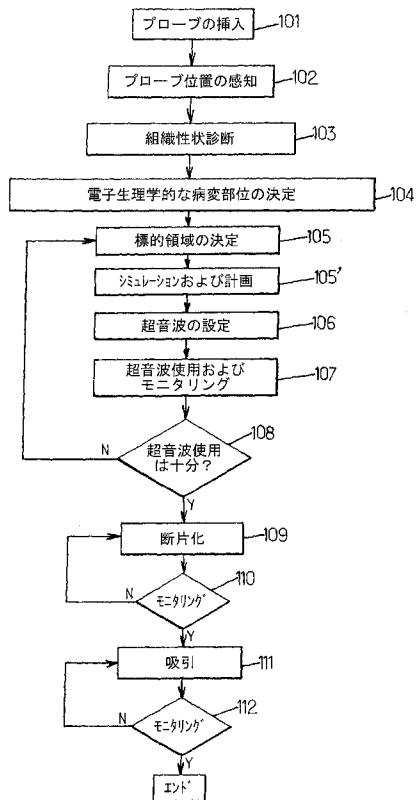 プローブの挿入 101
プローブ位置の感知 102
組織性状診断 103
電子生理学的な病変部位の決定 104
標的領域の決定 105
シミュレーションおよび計画 105'
超音波の設定 106
超音波使用および
モニタリング 107
超音波使用
は十分? 108
N
Y
断片化 109
モニタリング 110
N
Y
吸引 111
モニタリング 112
N
Y
エンド